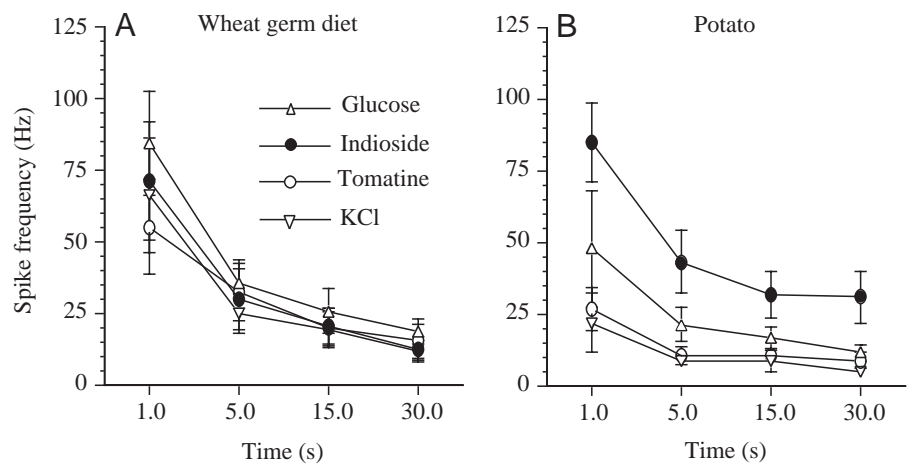 A Wheat germ diet
125
100
75
50
25
0
Spike frequency (Hz)
Glucose
Indioside
Tomatine
KCl
1.0 5.0 15.0 30.0
Time (s)
B Potato
125
100
75
50
25
0
1.0 5.0 15.0 30.0
Time (s)